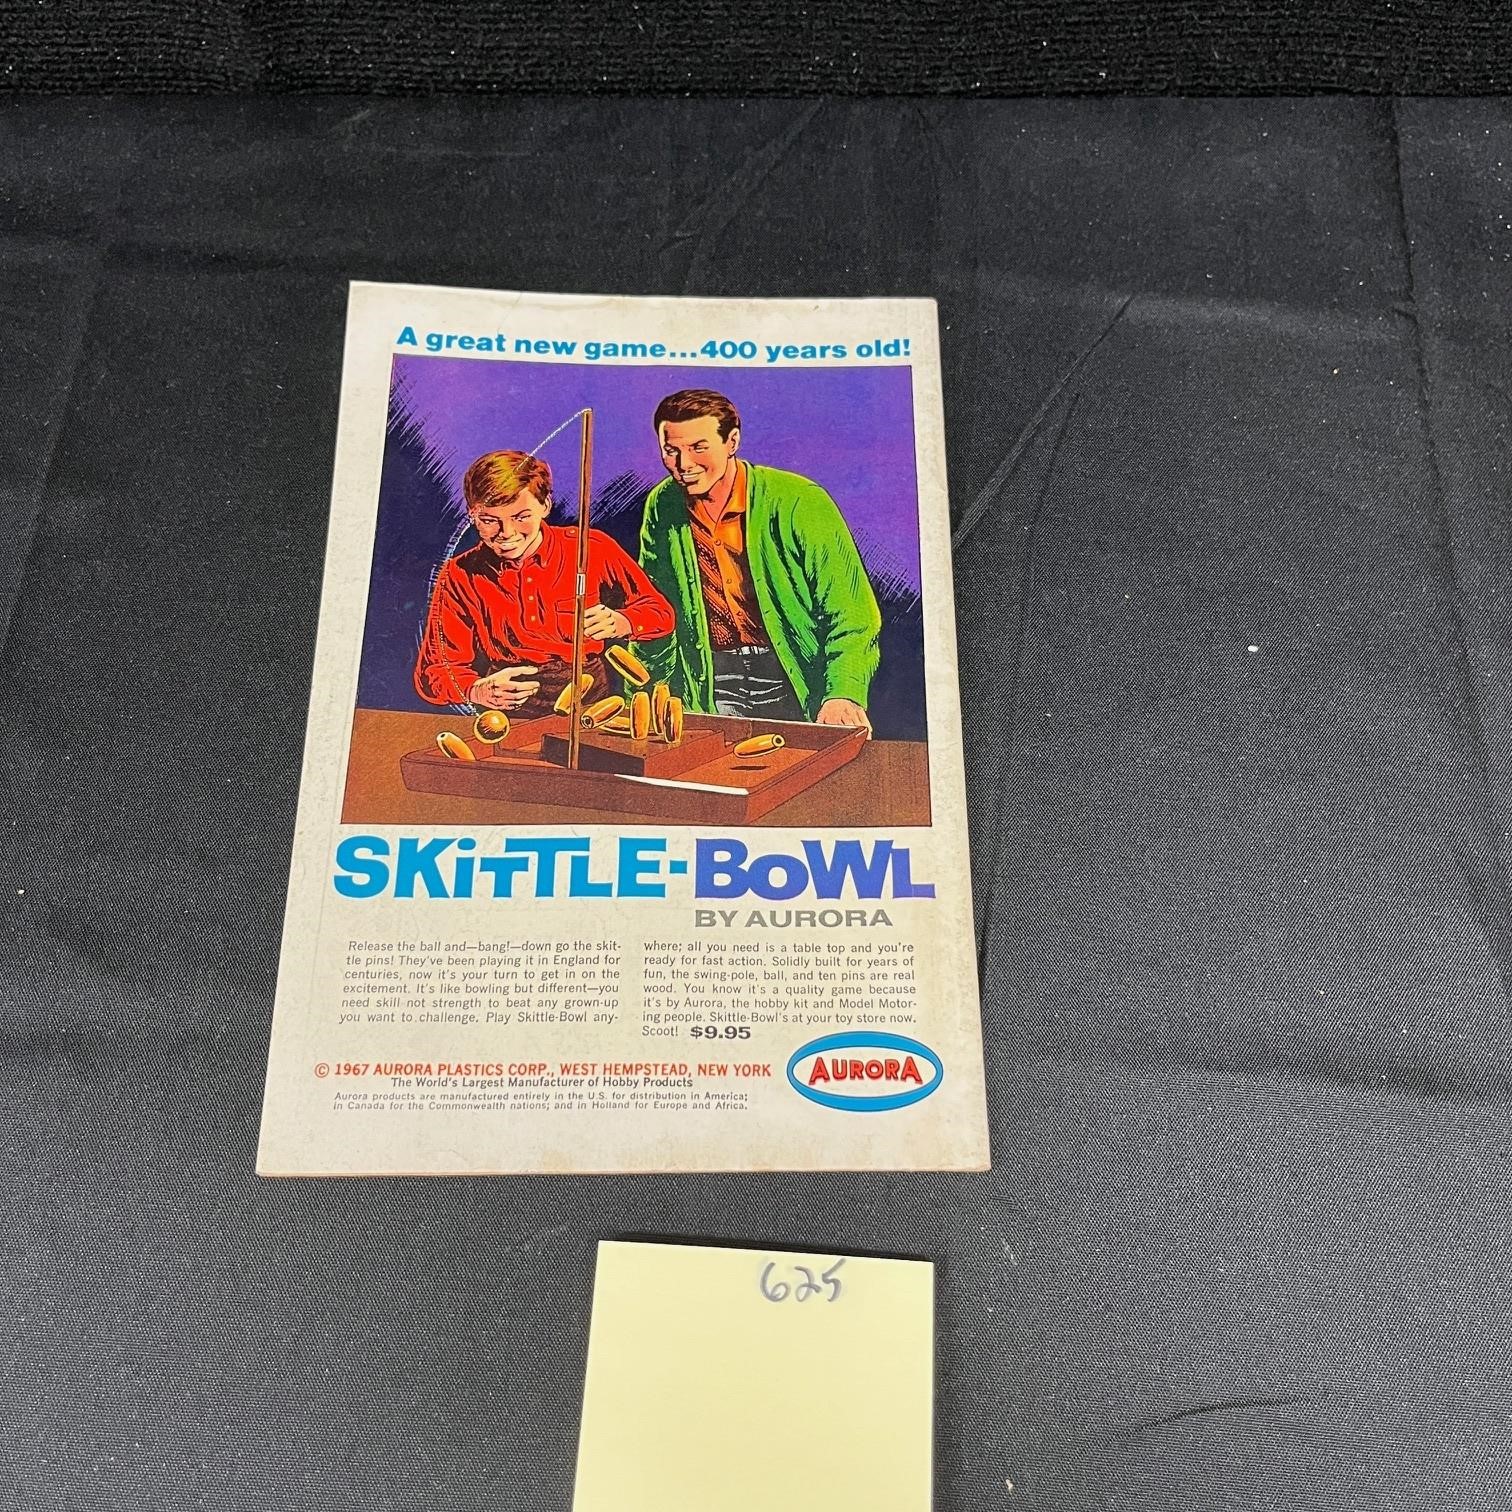 A great new game...400 years old!
SKiTTLE-BoWL
BY AURORA
Release the ball and—bang!—down go the skit-
tle pins! They've been playing it in England for
centuries, now it's your turn to get in on the
excitement. It's like bowling but different—you
need skill not strength to beat any grown-up
you want to challenge. Play Skittle-Bowl any-
where; all you need is a table top and you're
ready for fast action. Solidly built for years of
fun, the swing-pole, ball, and ten pins are real
wood. You know it's a quality game because
it's by Aurora, the hobby kit and Model Motor-
ing people. Skittle-Bowl's at your toy store now.
Scoot! $9.95
© 1967 AURORA PLASTICS CORP., WEST HEMPSTEAD, NEW YORK
The World's Largest Manufacturer of Hobby Products
Aurora products are manufactured entirely in the U.S. for distribution in America;
in Canada for the Commonwealth nations; and in Holland for Europe and Africa.
AURORA
625